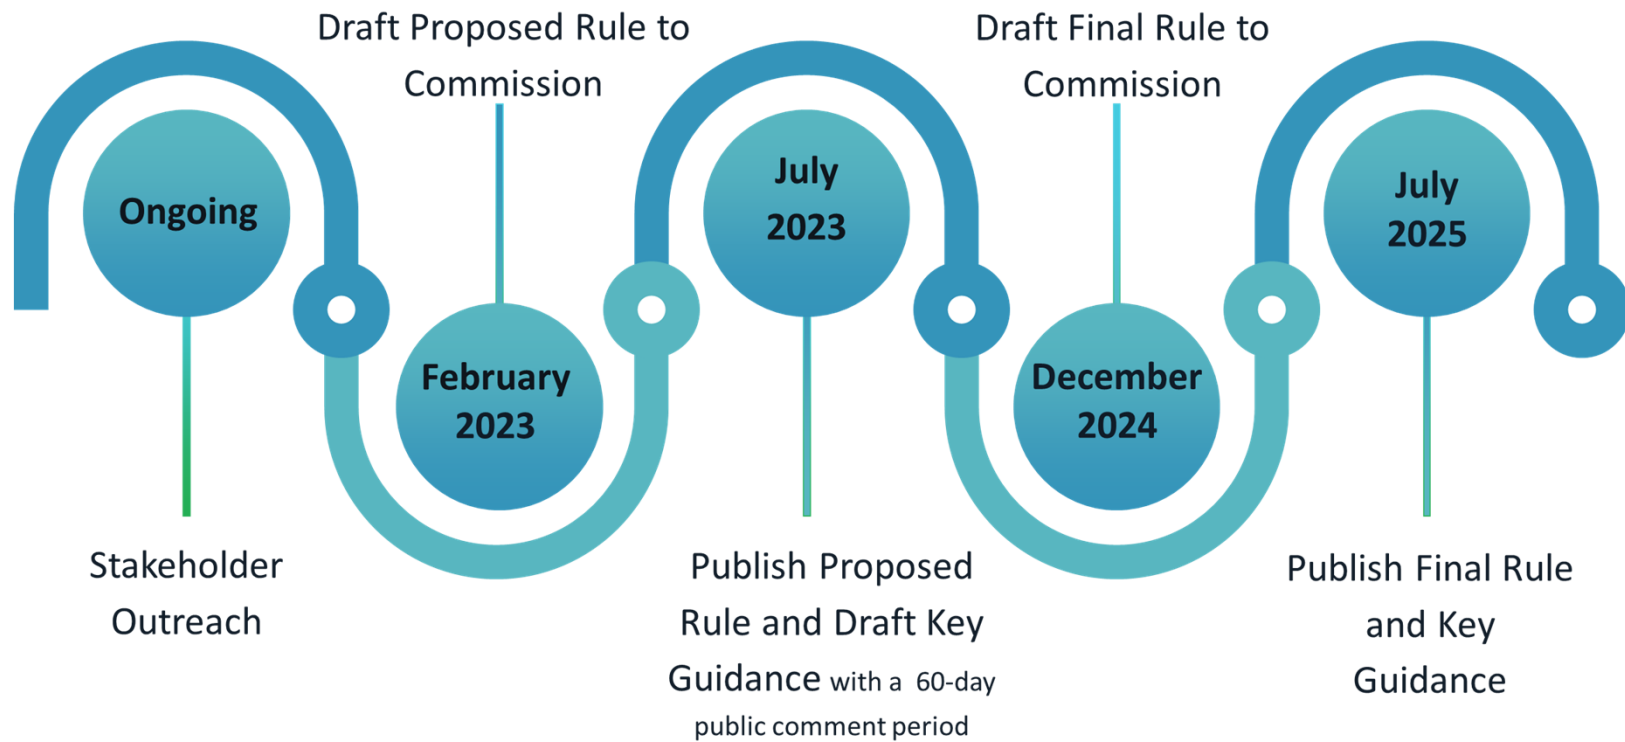 Ongoing
Stakeholder
Outreach
Draft Proposed Rule to
Commission
February
2023
July
2023
Publish Proposed
Rule and Draft Key
Guidance with a 60-day
public comment period
Draft Final Rule to
Commission
December
2024
July
2025
Publish Final Rule
and Key
Guidance